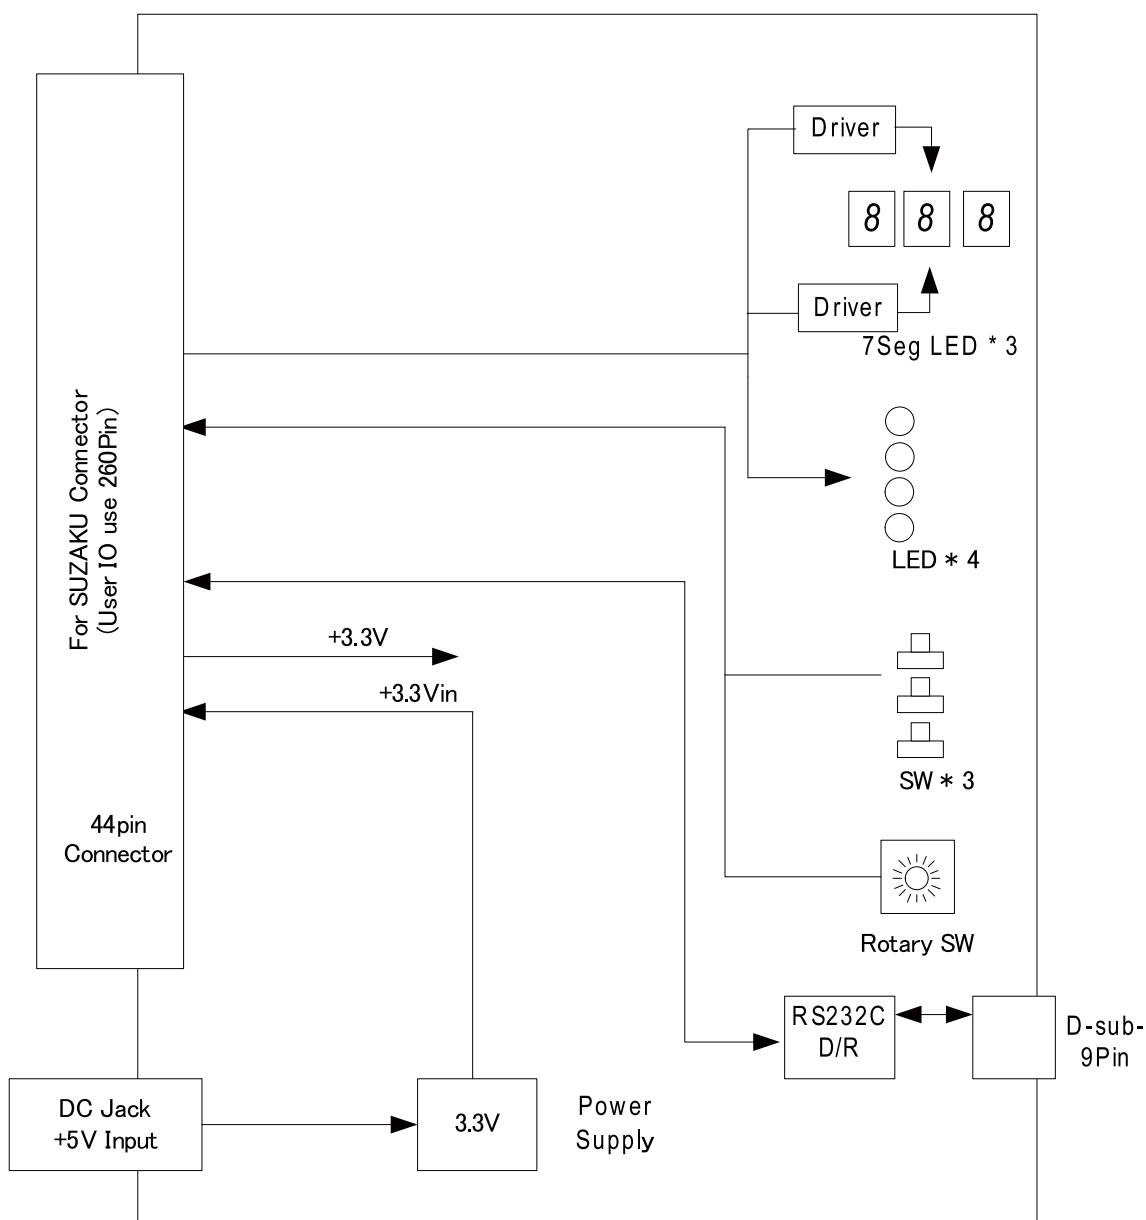 Driver
8 8 8
Driver
7Seg LED * 3
For SUZAKU Connector
(User IO use 260Pin)
LED * 4
+3.3V
+3.3Vin
SW * 3
44pin
Connector
Rotary SW
RS232C
D/R
D-sub-
9Pin
DC Jack
+5V Input
3.3V
Power
Supply